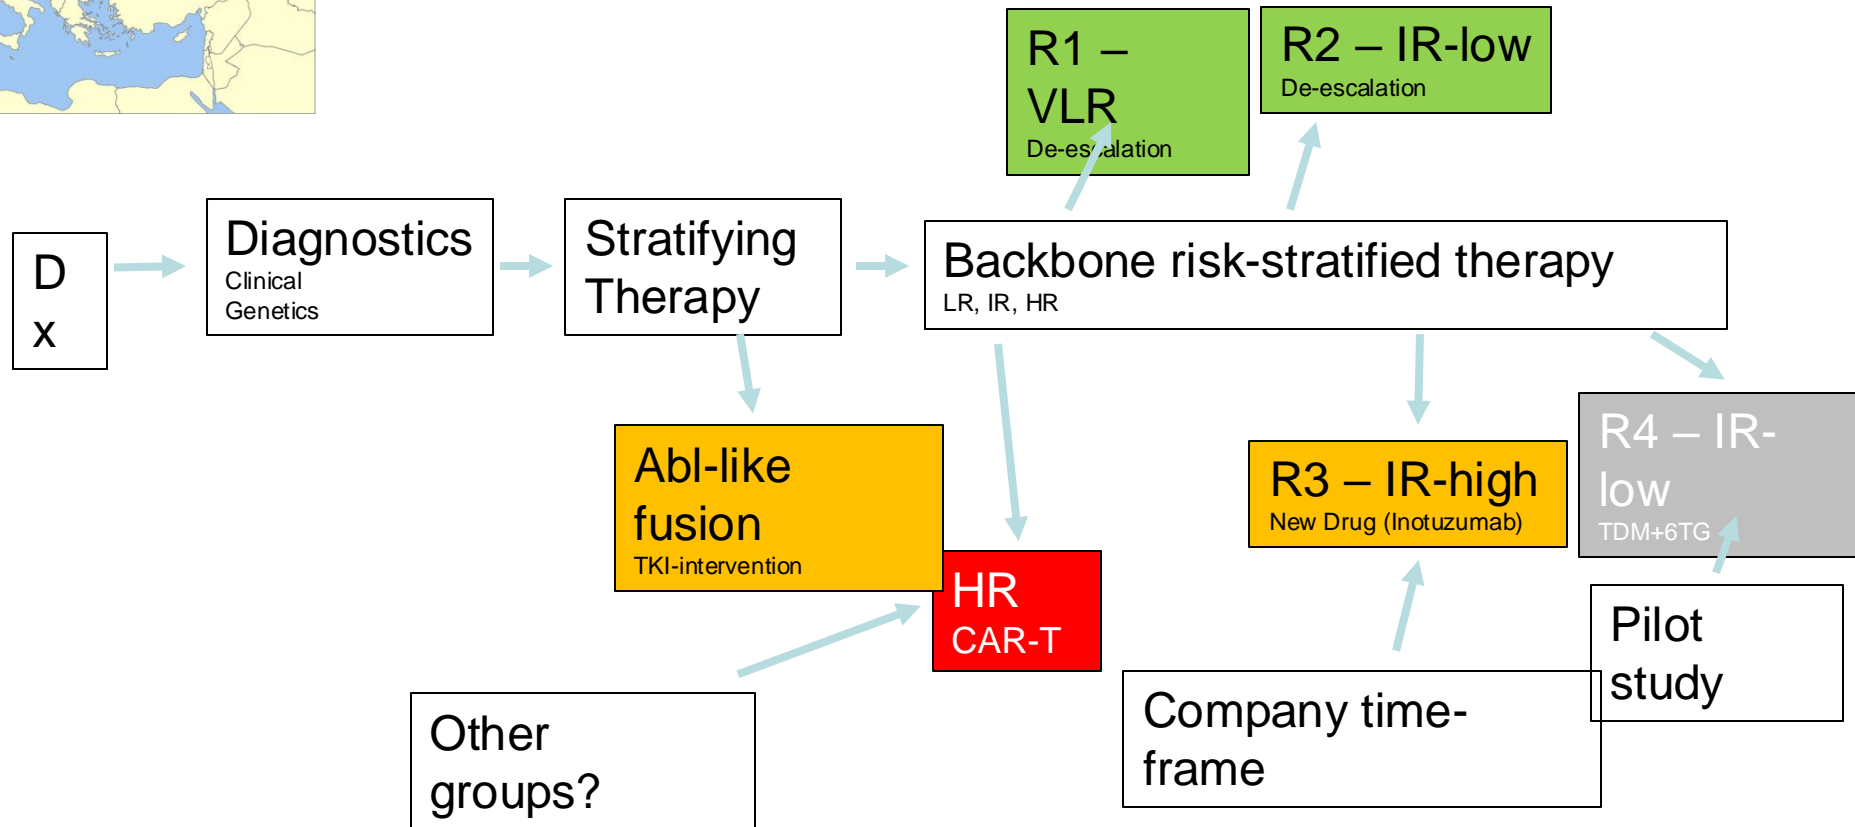 R1 –
VLR
De-escalation
R2 – IR-low
De-escalation
D
x
Diagnostics
Clinical
Genetics
Stratifying
Therapy
Backbone risk-stratified therapy
LR, IR, HR
Abl-like
fusion
TKI-intervention
HR
CAR-T
R3 – IR-high
New Drug (Inotuzumab)
R4 – IR-
low
TDM+6TG
Other
groups?
Company time-
frame
Pilot
study